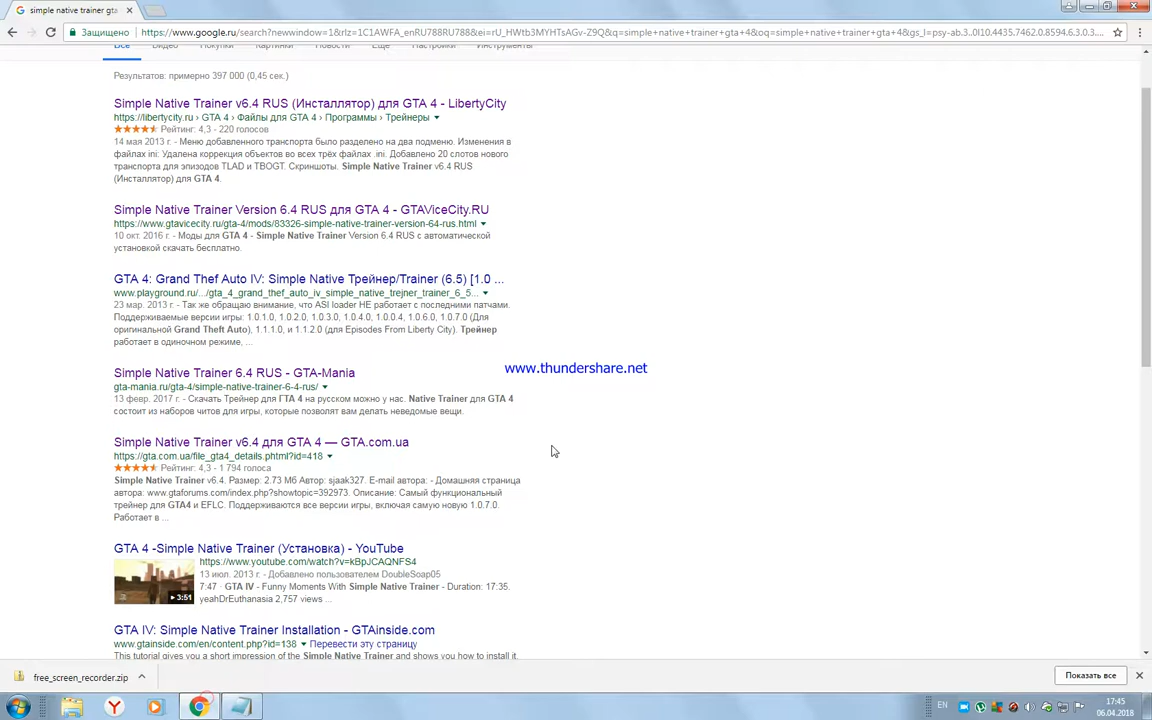 simple native trainer gta
Защищено
https://www.google.ru/search?newwindow=1&rlz=1C1AWFA_enRU788RU788&ei=rU_HWtb3MYHTsAGv-Z9Q&q=simple+native+trainer+gta+4&oq=simple+native+trainer+gta+4&gs_l=psy-ab.3..0l10.4435.7462.0.8594.6.3.0.3...
Все Видео Покупки Картинки Новости Ещё Настройки Инструменты
Результатов: примерно 397 000 (0,45 сек.)
Simple Native Trainer v6.4 RUS (Инсталлятор) для GTA 4 - LibertyCity
https://libertycity.ru › GTA 4 › Файлы для GTA 4 › Программы › Трейнеры
Рейтинг: 4,3 - 220 голосов
14 мая 2013 г. - Меню добавленного транспорта было разделено на два подменю. Изменения в
файлах ini: Удалена коррекция объектов во всех трёх файлах .ini. Добавлено 20 слотов нового
транспорта для эпизодов TLAD и TBOGT. Скриншоты. Simple Native Trainer v6.4 RUS
(Инсталлятор) для GTA 4.
Simple Native Trainer Version 6.4 RUS для GTA 4 - GTAViceCity.RU
https://www.gtavicecity.ru/gta-4/mods/83326-simple-native-trainer-version-64-rus.html
10 окт. 2016 г. - Моды для GTA 4 - Simple Native Trainer Version 6.4 RUS с автоматической
установкой скачать бесплатно.
GTA 4: Grand Thef Auto IV: Simple Native Трейнер/Trainer (6.5) [1.0 ...
www.playground.ru/.../gta_4_grand_thef_auto_iv_simple_native_trejner_trainer_6_5...
23 мар. 2013 г. - Так же обращаю внимание, что ASI loader НЕ работает с последними патчами.
Поддерживаемые версии игры: 1.0.1.0, 1.0.2.0, 1.0.3.0, 1.0.4.0, 1.0.0.4, 1.0.6.0, 1.0.7.0 (Для
оригинальной Grand Theft Auto), 1.1.1.0, и 1.1.2.0 (для Episodes From Liberty City). Трейнер
работает в одиночном режиме, ...
www.thundershare.net
Simple Native Trainer 6.4 RUS - GTA-Mania
gta-mania.ru/gta-4/simple-native-trainer-6-4-rus/
13 февр. 2017 г. - Скачать Трейнер для ГТА 4 на русском можно у нас. Native Trainer для GTA 4
состоит из наборов читов для игры, которые позволят вам делать неведомые вещи.
Simple Native Trainer v6.4 для GTA 4 — GTA.com.ua
https://gta.com.ua/file_gta4_details.phtml?id=418
Рейтинг: 4,3 - 1 794 голоса
Simple Native Trainer v6.4. Размер: 2.73 Мб Автор: sjaak327. E-mail автора: - Домашняя страница
автора: www.gtaforums.com/index.php?showtopic=392973. Описание: Самый функциональный
трейнер для GTA4 и EFLC. Поддерживаются все версии игры, включая самую новую 1.0.7.0.
Работает в ...
GTA 4 -Simple Native Trainer (Установка) - YouTube
https://www.youtube.com/watch?v=kBpJCAQNFS4
13 июл. 2013 г. - Добавлено пользователем DoubleSoap05
7:47 · GTA IV - Funny Moments With Simple Native Trainer - Duration: 17:35.
yeahDrEuthanasia 2,757 views ...
3:51
GTA IV: Simple Native Trainer Installation - GTAinside.com
www.gtainside.com/en/content.php?id=138 Перевести эту страницу
This tutorial gives you a short impression of the Simple Native Trainer and shows you how to install it.
free_screen_recorder.zip
Показать все
EN
17:45
06.04.2018